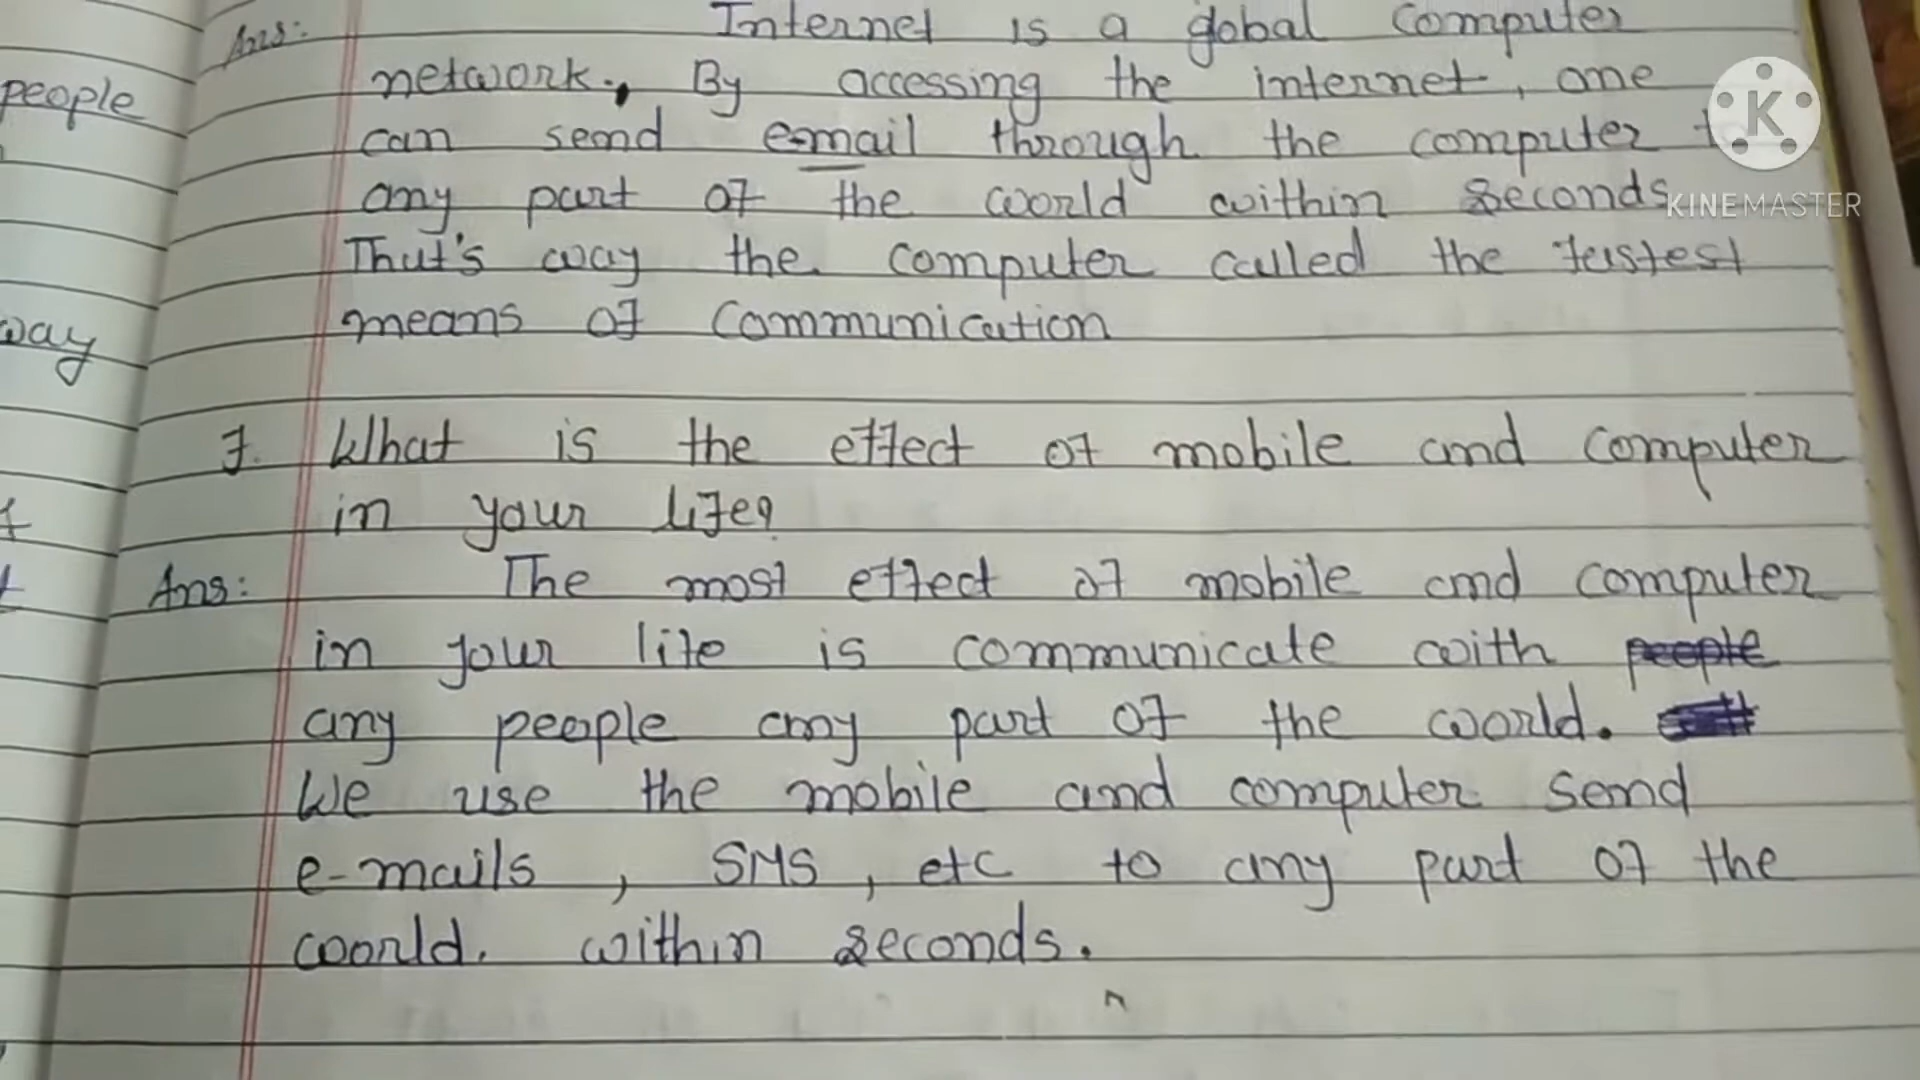 people
way
Ans: Internet is a global computer
network., By accessing the internet, one
can send e-mail through the computer to
any part of the world within seconds
That's way the computer called the fastest
means of communication
7. What is the effect of mobile and computer
in your life?
Ans: The most effect of mobile and computer
in your life is communicate with people
any people any part of the world.
We use the mobile and computer send
e-mails, SMS, etc to any part of the
world. within seconds.
K
KINEMASTER